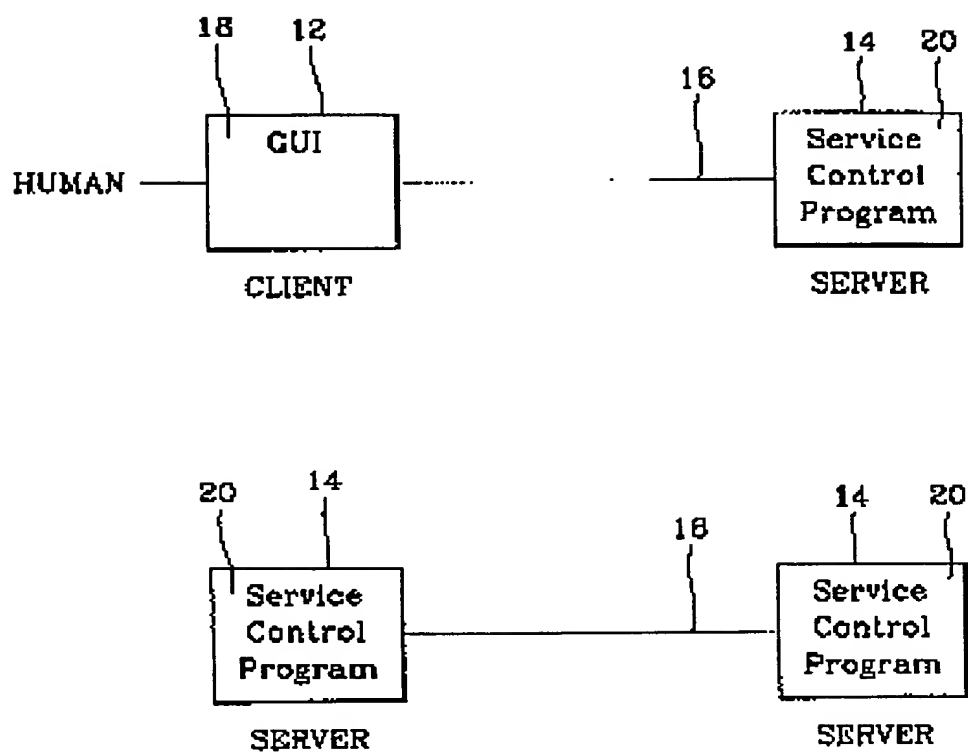 18 12 14 20
16
GUI
Service
Control
Program
HUMAN
CLIENT
SERVER
20 14 14 20
16
Service
Control
Program
Service
Control
Program
SERVER
SERVER